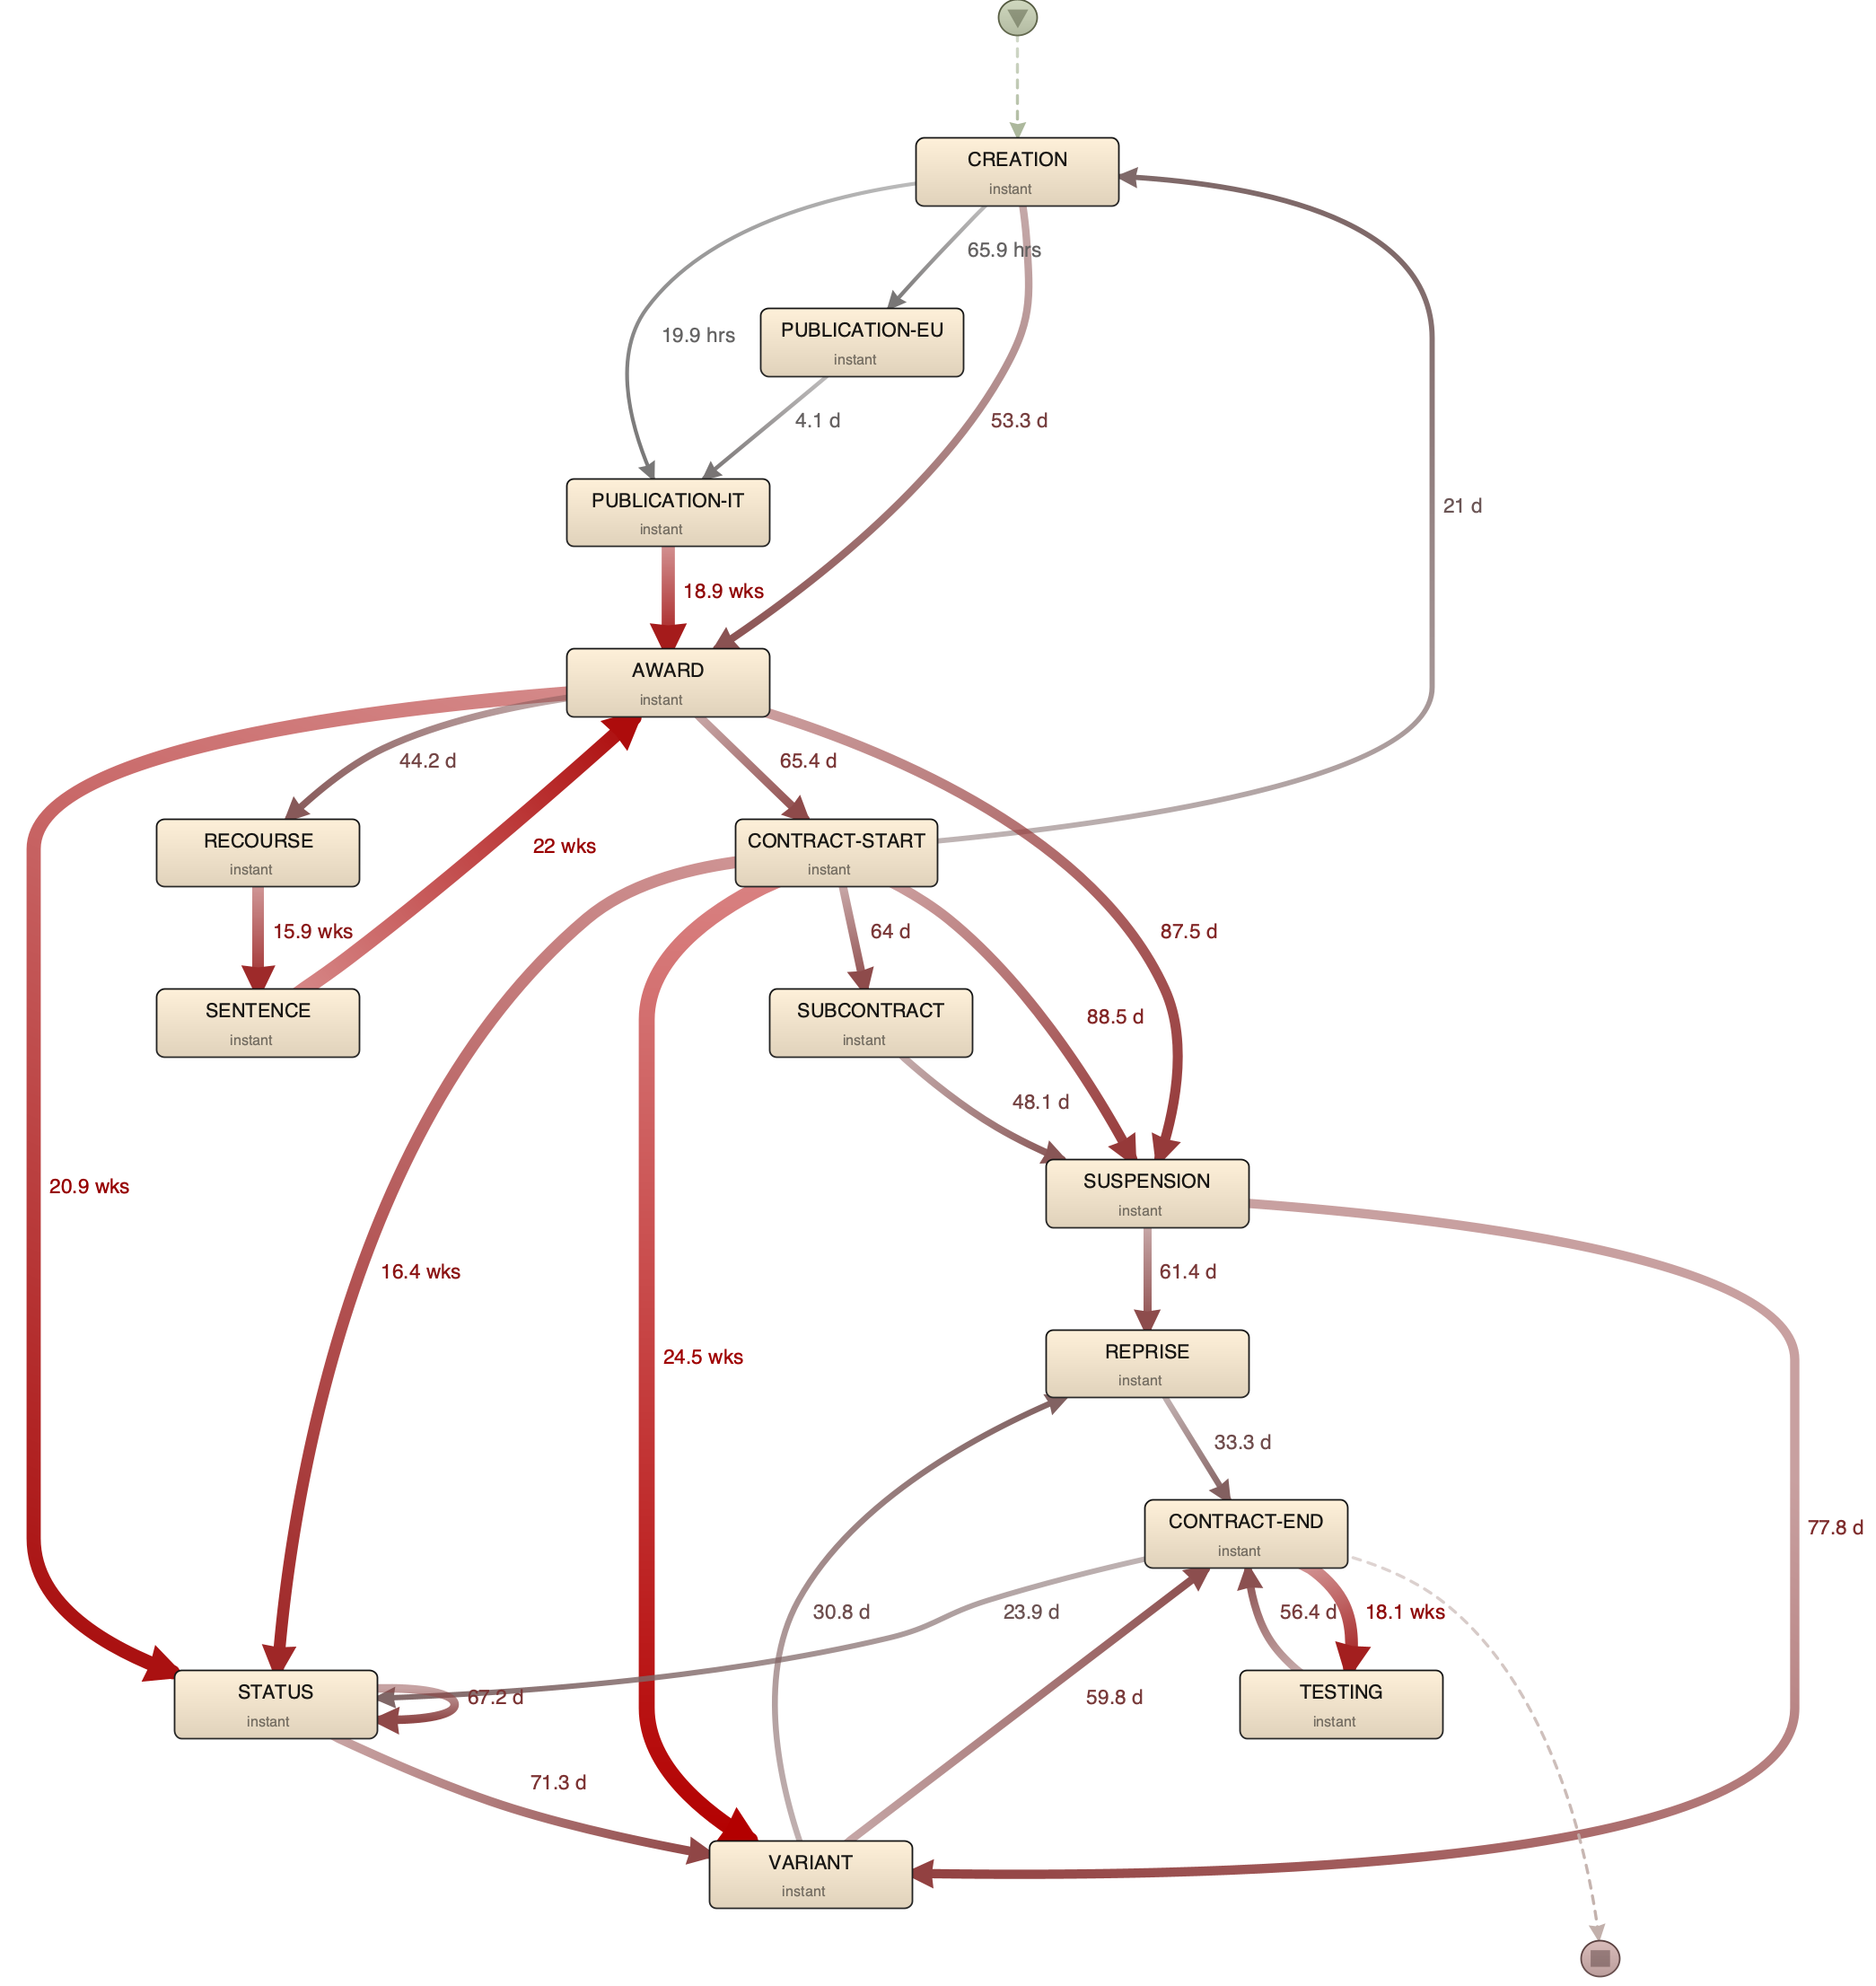 CREATION
instant
65.9 hrs
PUBLICATION-EU
instant
19.9 hrs
4.1 d
53.3 d
PUBLICATION-IT
instant
21 d
18.9 wks
AWARD
instant
44.2 d
65.4 d
RECOURSE
instant
22 wks
CONTRACT-START
instant
15.9 wks
64 d
87.5 d
SENTENCE
instant
SUBCONTRACT
instant
88.5 d
48.1 d
20.9 wks
SUSPENSION
instant
16.4 wks
61.4 d
24.5 wks
REPRISE
instant
33.3 d
CONTRACT-END
instant
77.8 d
30.8 d
23.9 d
56.4 d
18.1 wks
STATUS
instant
67.2 d
59.8 d
TESTING
instant
71.3 d
VARIANT
instant